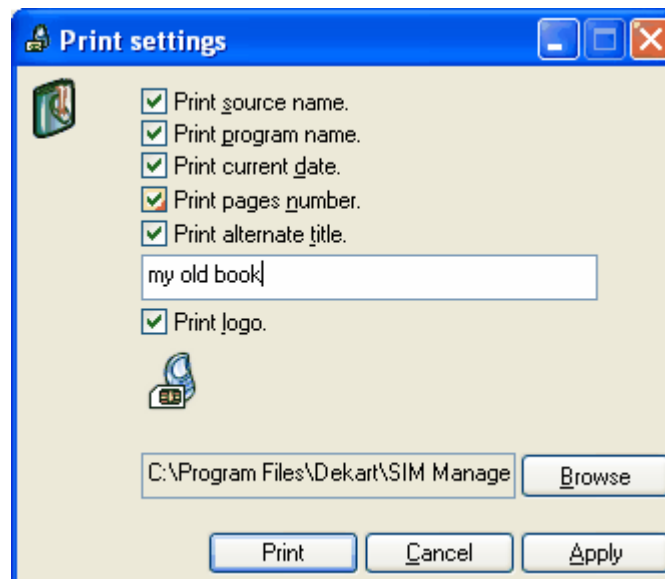 Print settings
Print source name.
Print program name.
Print current date.
Print pages number.
Print alternate title.
my old book
Print logo.
C:\Program Files\Dekart\SIM Manage
Browse
Print Cancel Apply